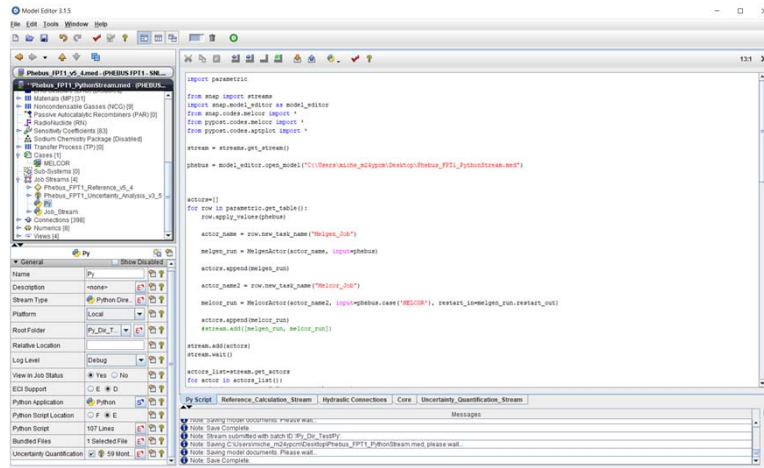 Model Editor 3.1.5
File Edit Tools Window Help
Phebus_FPT1_v5_4.med - (PHEBUS FPT1 - SNL...
*Phebus_FPT1_PythonStream.med - (PHEBUS...
Materials (MP) [31]
Noncondensable Gasses (NCG) [9]
Passive Autocatalytic Recombiners (PAR) [0]
RadioNuclide (RN)
Sensitivity Coefficients [83]
Sodium Chemistry Package [Disabled]
Transfer Process (TP) [0]
Cases [1]
MELCOR
Sub-Systems [0]
Job Streams [4]
Phebus_FPT1_Reference_v5_4
Phebus_FPT1_Uncertainty_Analysis_v3_5
Py
Job_Stream
Connections [398]
Numerics [8]
Views [4]
Py
General
Show Disabled
Name Py
Description <none>
Stream Type Python Dire...
Platform Local
Root Folder Py_Dir_T...
Relative Location
Log Level Debug
View in Job Status Yes No
ECI Support E D
Python Application Python
Python Script Location F E
Python Script 107 Lines
Bundled Files 1 Selected File
Uncertainty Quantification 59 Mont...
13:1
import parametric
from snap import streams
import snap.model_editor as model_editor
from snap.codes.melcor import *
from pypost.codes.melcor import *
from pypost.codes.aptplot import *
stream = streams.get_stream()
phebus = model_editor.open_model("C:\Users\miche_m24ypcm\Desktop\Phebus_FPT1_PythonStream.med")
actors=[]
for row in parametric.get_table():
row.apply_values(phebus)
actor_name = row.new_task_name("Melgen_Job")
melgen_run = MelgenActor(actor_name, input=phebus)
actors.append(melgen_run)
actor_name2 = row.new_task_name("Melcor_Job")
melcor_run = MelcorActor(actor_name2, input=phebus.case('MELCOR'), restart_in=melgen_run.restart_out)
actors.append(melcor_run)
#stream.add([melgen_run, melcor_run])
stream.add(actors)
stream.wait()
actors_list=stream.get_actors
for actor in actors_list():
Py Script Reference_Calculation_Stream Hydraulic Connections Core Uncertainty_Quantification_Stream
Messages
Note: Saving model documents. Please wait...
Note: Save Complete.
Note: Stream submitted with batch ID '/Py_Dir_Test/Py'.
Note: Saving C:\Users\miche_m24ypcm\Desktop\Phebus_FPT1_PythonStream.med, please wait...
Note: Saving model documents. Please wait...
Note: Save Complete.